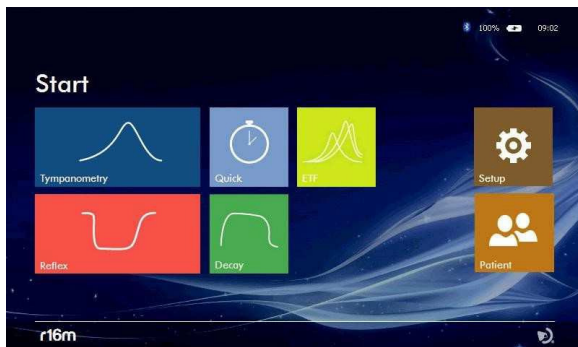 100% 09:02
Start
Tympanometry
Quick
ETF
Setup
Reflex
Decay
Patient
r16m